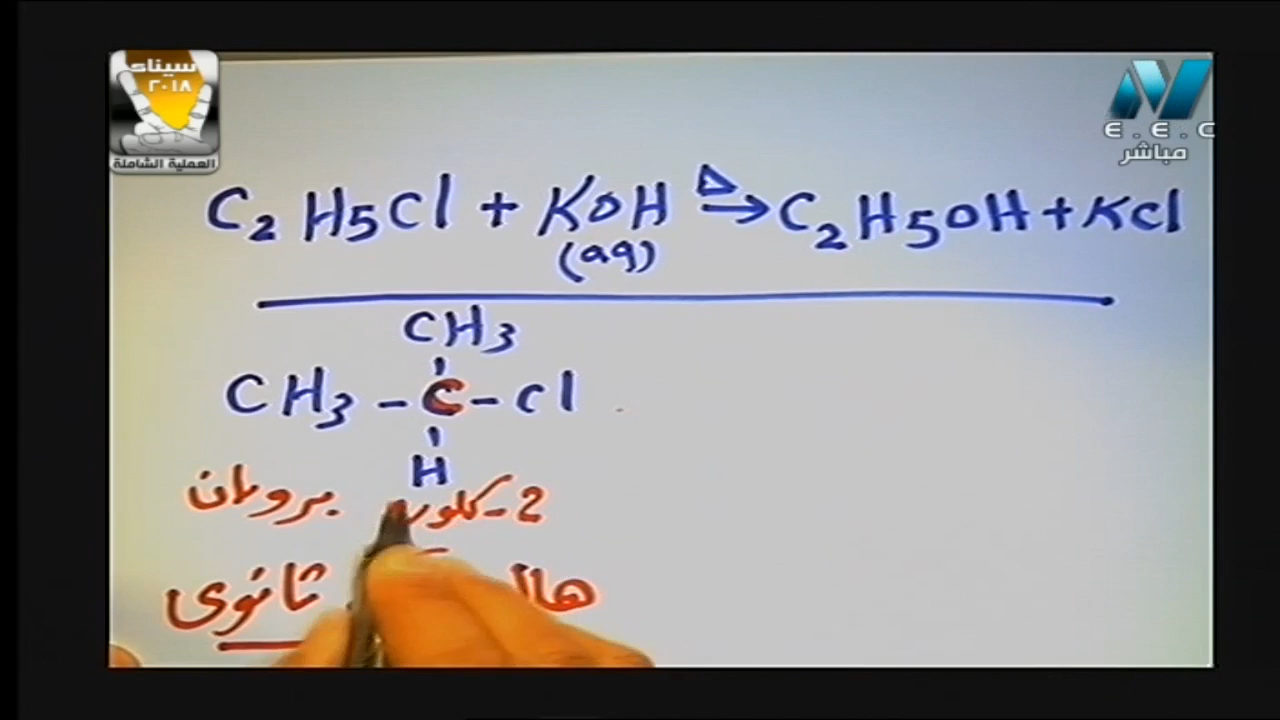 سيناء
٢٠١٨
العملية الشاملة
E.E.C
مباشر
C₂H₅Cl + KOH →Δ C₂H₅OH + KCl
(aq)
CH₃
CH₃ - C - Cl
H
2- كلورو بروبان
ثانوى